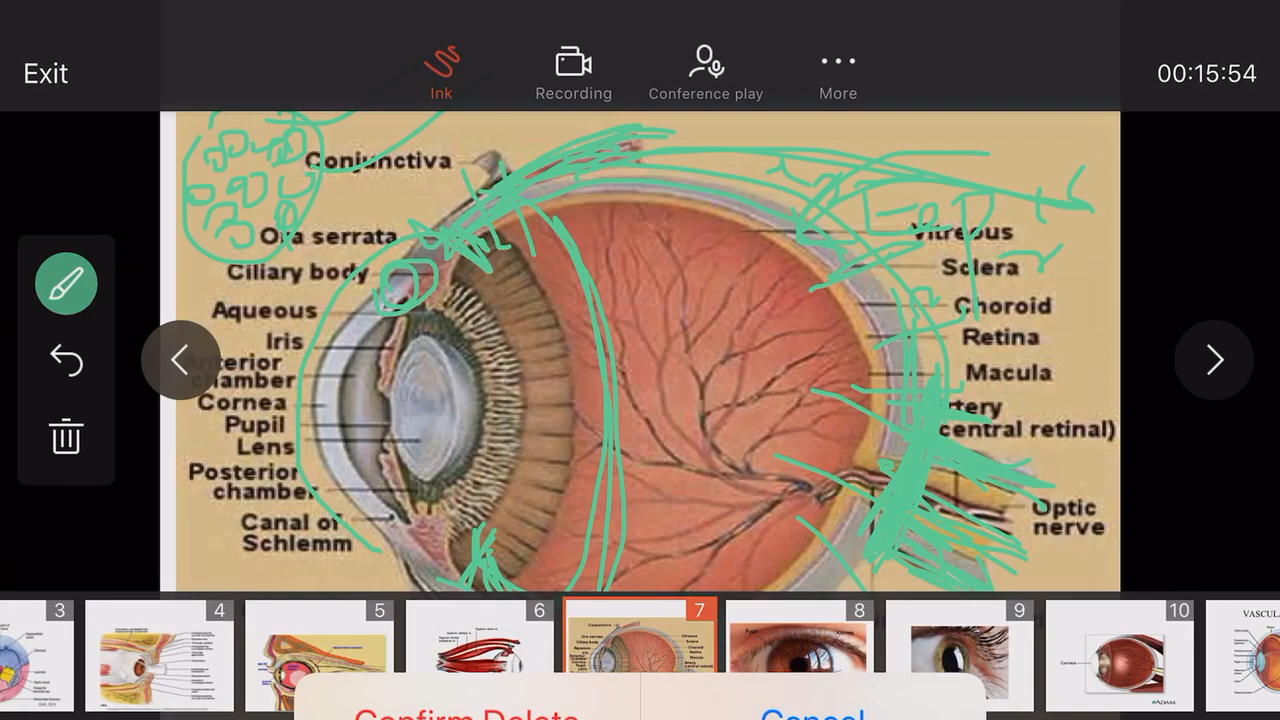 Exit
Ink
Recording
Conference play
More
00:15:54
Conjunctiva
Ora serrata
Ciliary body
Aqueous
Iris
Anterior
chamber
Cornea
Pupil
Lens
Posterior
chamber
Canal of
Schlemm
Vitreous
Sclera
Choroid
Retina
Macula
Artery
(central retinal)
Optic
nerve
3
4
5
6
7
8
9
10
Cornea
VASCUL
Confirm Delete
Cancel